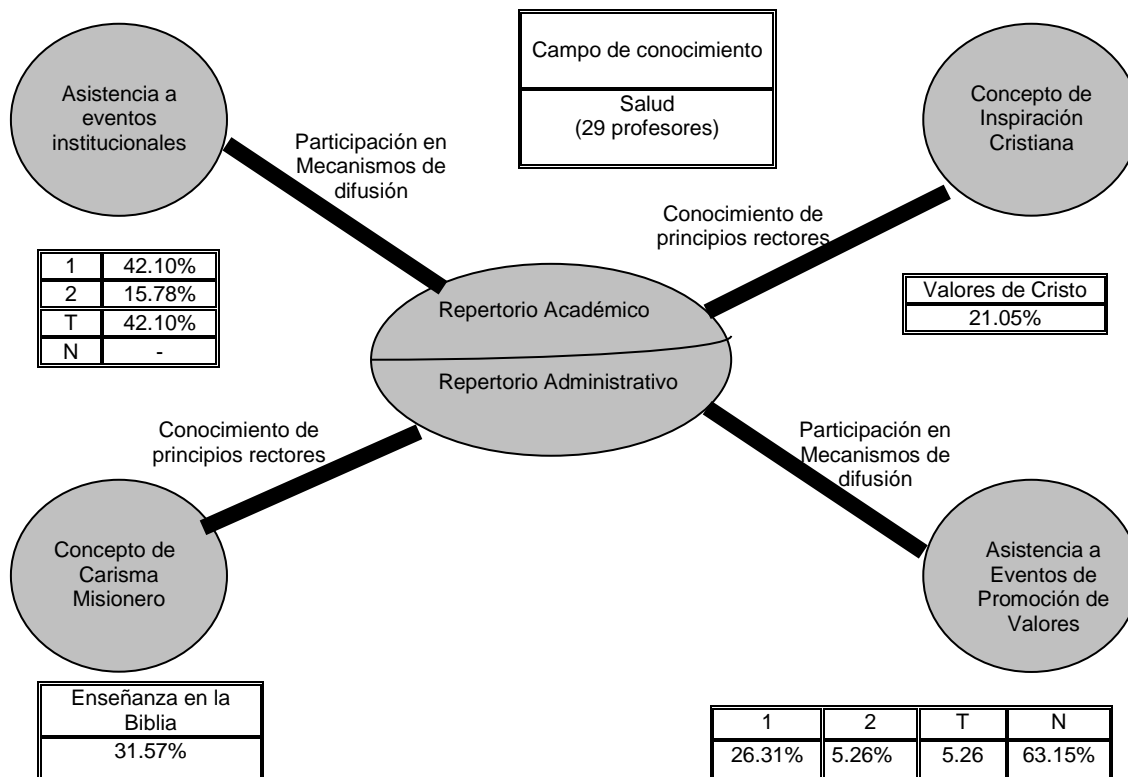 Asistencia a
eventos
institucionales
Participación en
Mecanismos de
difusión
Campo de conocimiento
Salud
(29 profesores)
Concepto de
Inspiración
Cristiana
Conocimiento de
principios rectores
1 42.10%
2 15.78%
T 42.10%
N -
Repertorio Académico
Repertorio Administrativo
Valores de Cristo
21.05%
Conocimiento de
principios rectores
Participación en
Mecanismos de
difusión
Concepto de
Carisma
Misionero
Asistencia a
Eventos de
Promoción de
Valores
Enseñanza en la
Biblia
31.57%
1 2 T N
26.31% 5.26% 5.26 63.15%